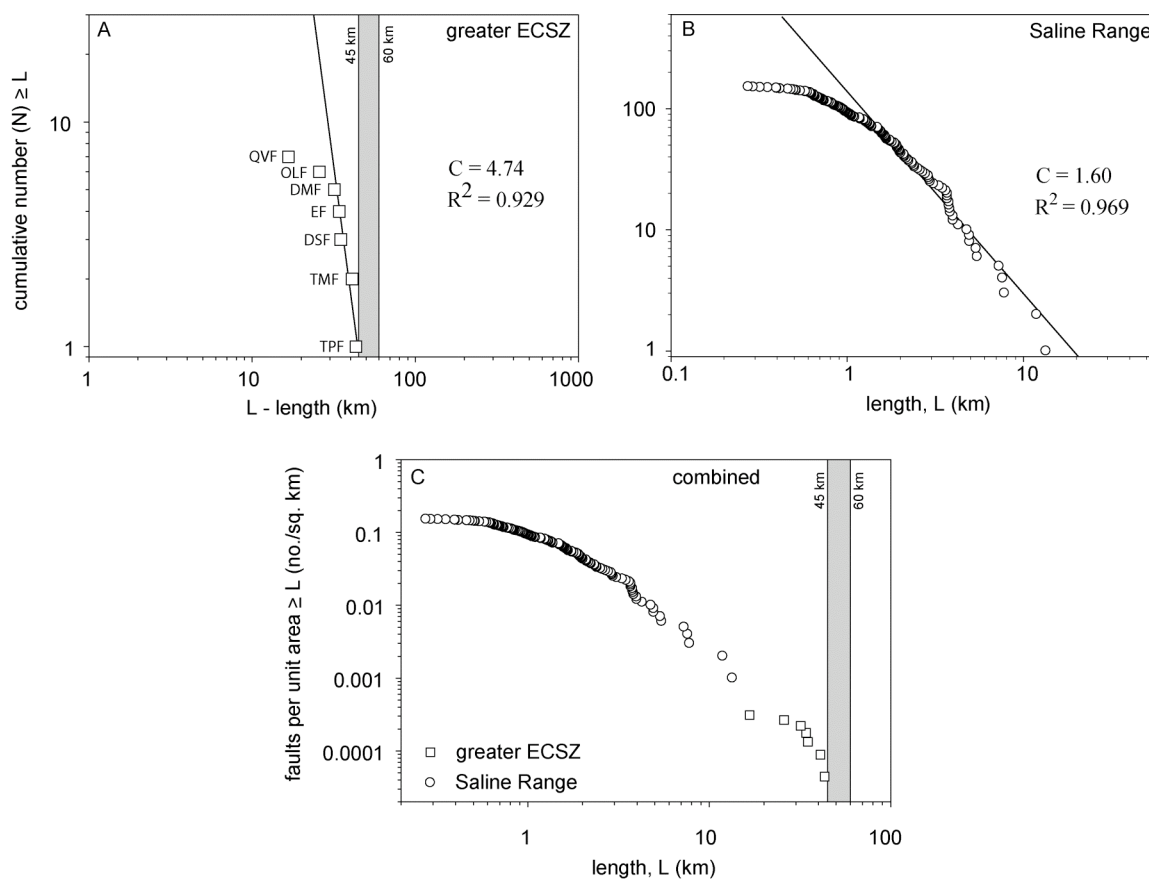 A
greater ECSZ
45 km
60 km
cumulative number (N) ≥ L
10
1
QVF
OLF
DMF
EF
DSF
TMF
TPF
C = 4.74
R2 = 0.929
1
10
100
1000
L - length (km)
B
Saline Range
100
10
1
C = 1.60
R2 = 0.969
0.1
1
10
length, L (km)
C
combined
45 km
60 km
faults per unit area ≥ L (no./sq. km)
1
0.1
0.01
0.001
0.0001
greater ECSZ
Saline Range
1
10
100
length, L (km)